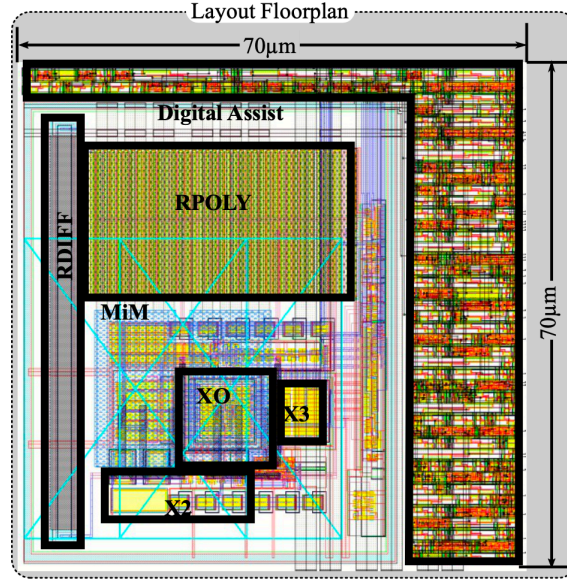 Layout Floorplan
70µm
Digital Assist
RPOLY
RDIFF
70µm
MiM
XO
X3
X2